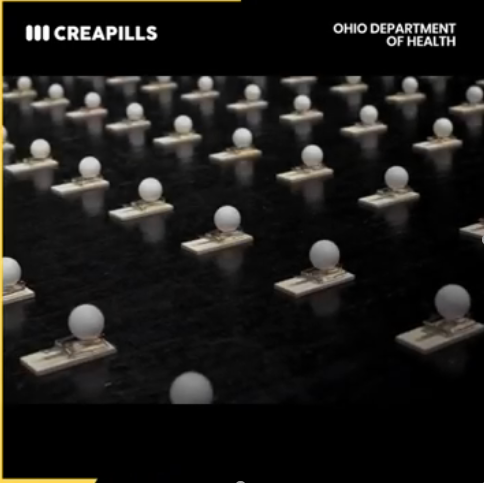 CREAPILLS
OHIO DEPARTMENT
OF HEALTH